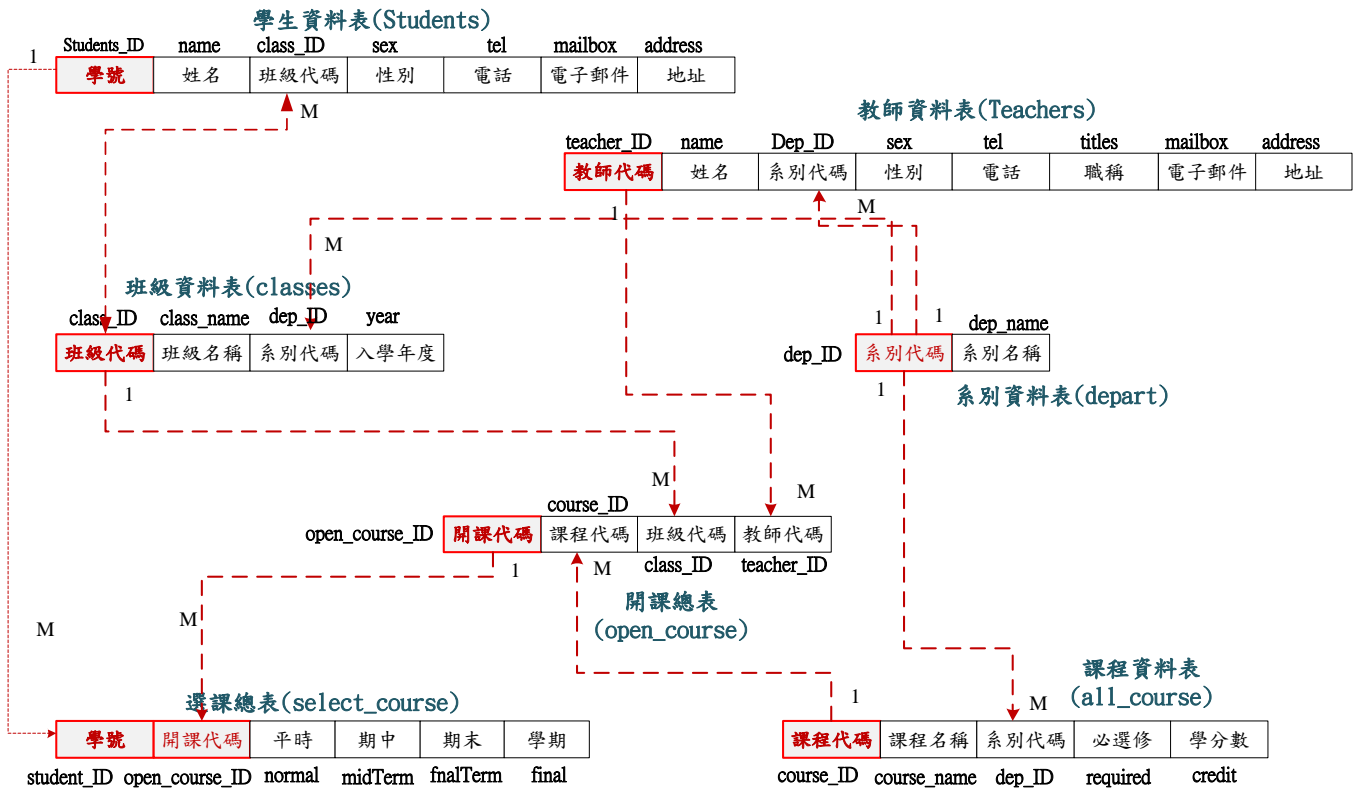 學生資料表(Students)
1
Students_ID name class_ID sex tel mailbox address
學號 姓名 班級代碼 性別 電話 電子郵件 地址
M
教師資料表(Teachers)
teacher_ID name Dep_ID sex tel titles mailbox address
教師代碼 姓名 系別代碼 性別 電話 職稱 電子郵件 地址
1 M
M
班級資料表(classes)
class_ID class_name dep_ID year
班級代碼 班級名稱 系別代碼 入學年度
1
1 1 dep_name
dep_ID 系別代碼 系別名稱
1
系別資料表(depart)
M M
course_ID
open_course_ID 開課代碼 課程代碼 班級代碼 教師代碼
class_ID teacher_ID
1 M
開課總表
(open_course)
M M
選課總表(select_course)
學號 開課代碼 平時 期中 期末 學期
student_ID open_course_ID normal midTerm fnalTerm final
課程資料表
(all_course)
1 M
課程代碼 課程名稱 系別代碼 必選修 學分數
course_ID course_name dep_ID required credit